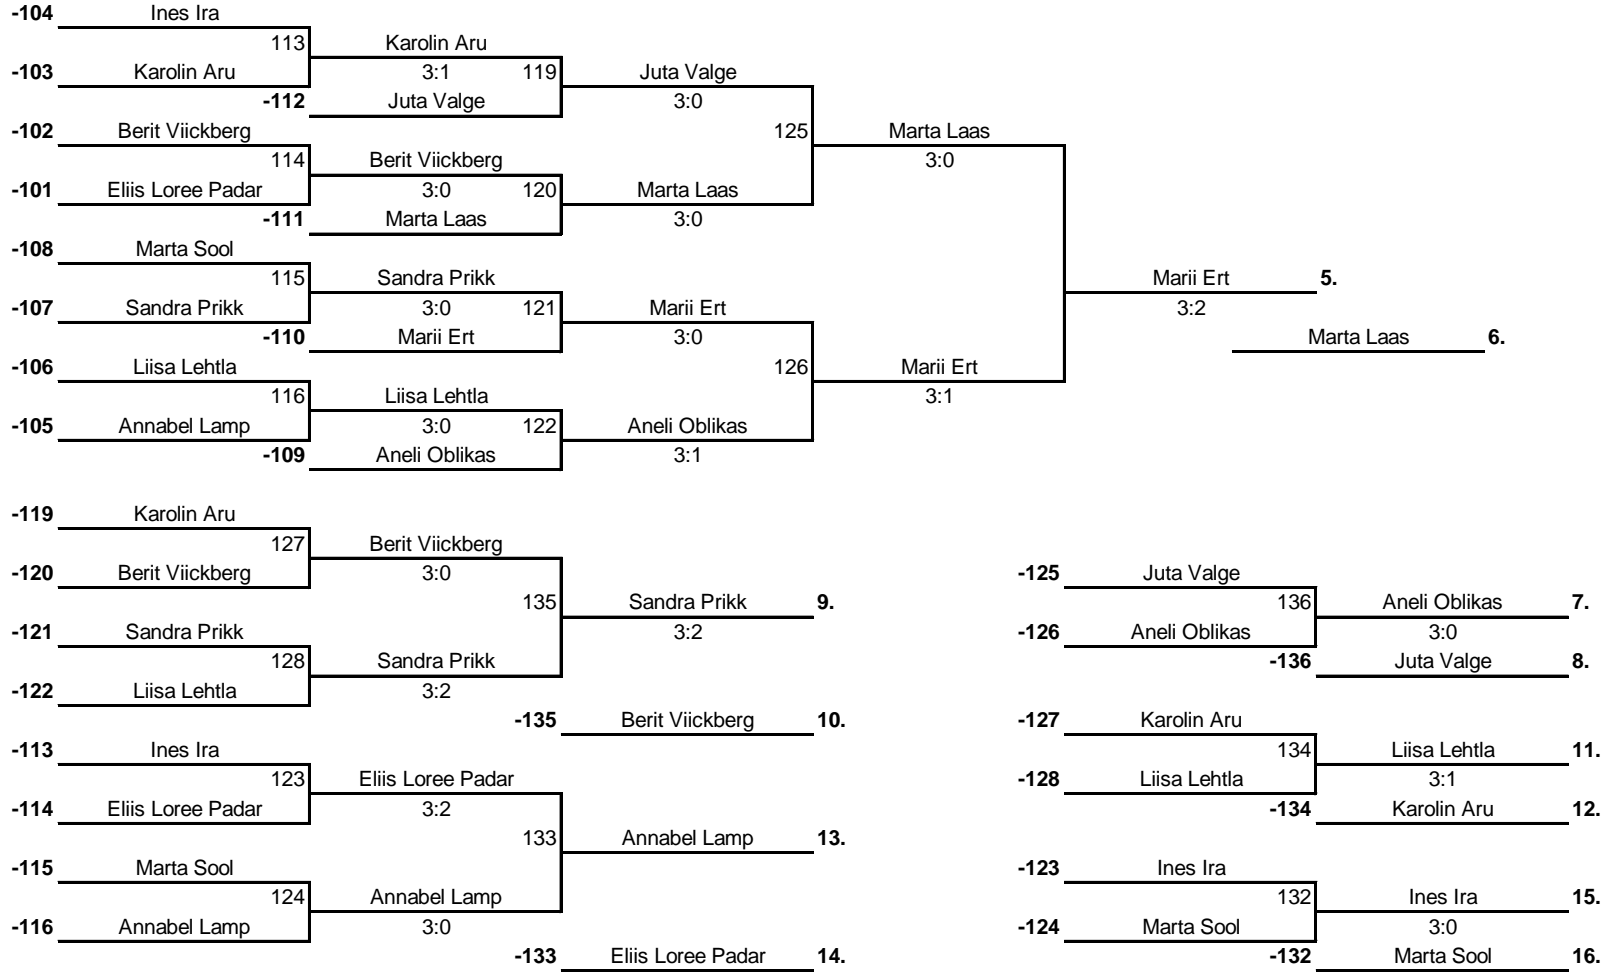 -104 Ines Ira
113 Karolin Aru
-103 Karolin Aru 3:1 119 Juta Valge
-112 Juta Valge 3:0
-102 Berit Viickberg 125 Marta Laas
114 Berit Viickberg 3:0
-101 Eliis Loree Padar 3:0 120 Marta Laas
-111 Marta Laas 3:0
-108 Marta Sool
115 Sandra Prikk Marii Ert 5.
-107 Sandra Prikk 3:0 121 Marii Ert 3:2
-110 Marii Ert 3:0 Marta Laas 6.
-106 Liisa Lehtla 126 Marii Ert
116 Liisa Lehtla 3:1
-105 Annabel Lamp 3:0 122 Aneli Oblikas
-109 Aneli Oblikas 3:1
-119 Karolin Aru
127 Berit Viickberg
-120 Berit Viickberg 3:0 -125 Juta Valge
135 Sandra Prikk 9. 136 Aneli Oblikas 7.
-121 Sandra Prikk 3:2 -126 Aneli Oblikas 3:0
128 Sandra Prikk -136 Juta Valge 8.
-122 Liisa Lehtla 3:2
-135 Berit Viickberg 10. -127 Karolin Aru
-113 Ines Ira 134 Liisa Lehtla 11.
123 Eliis Loree Padar -128 Liisa Lehtla 3:1
-114 Eliis Loree Padar 3:2 -134 Karolin Aru 12.
133 Annabel Lamp 13.
-115 Marta Sool -123 Ines Ira
124 Annabel Lamp 132 Ines Ira 15.
-116 Annabel Lamp 3:0 -124 Marta Sool 3:0
-133 Eliis Loree Padar 14. -132 Marta Sool 16.